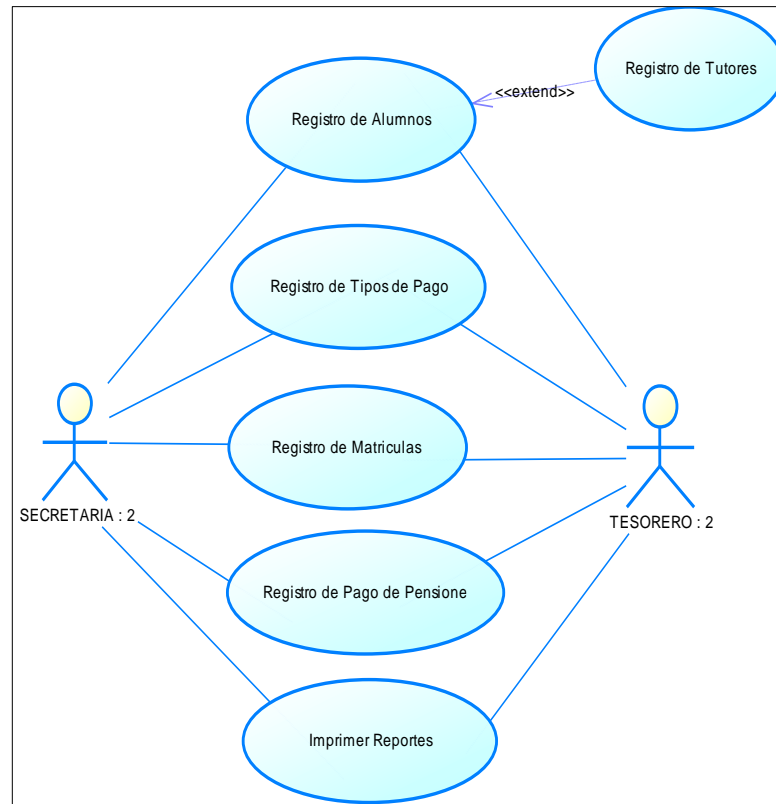 Registro de Tutores
<<extend>>
Registro de Alumnos
Registro de Tipos de Pago
Registro de Matriculas
SECRETARIA : 2
TESORERO : 2
Registro de Pago de Pensione
Imprimer Reportes